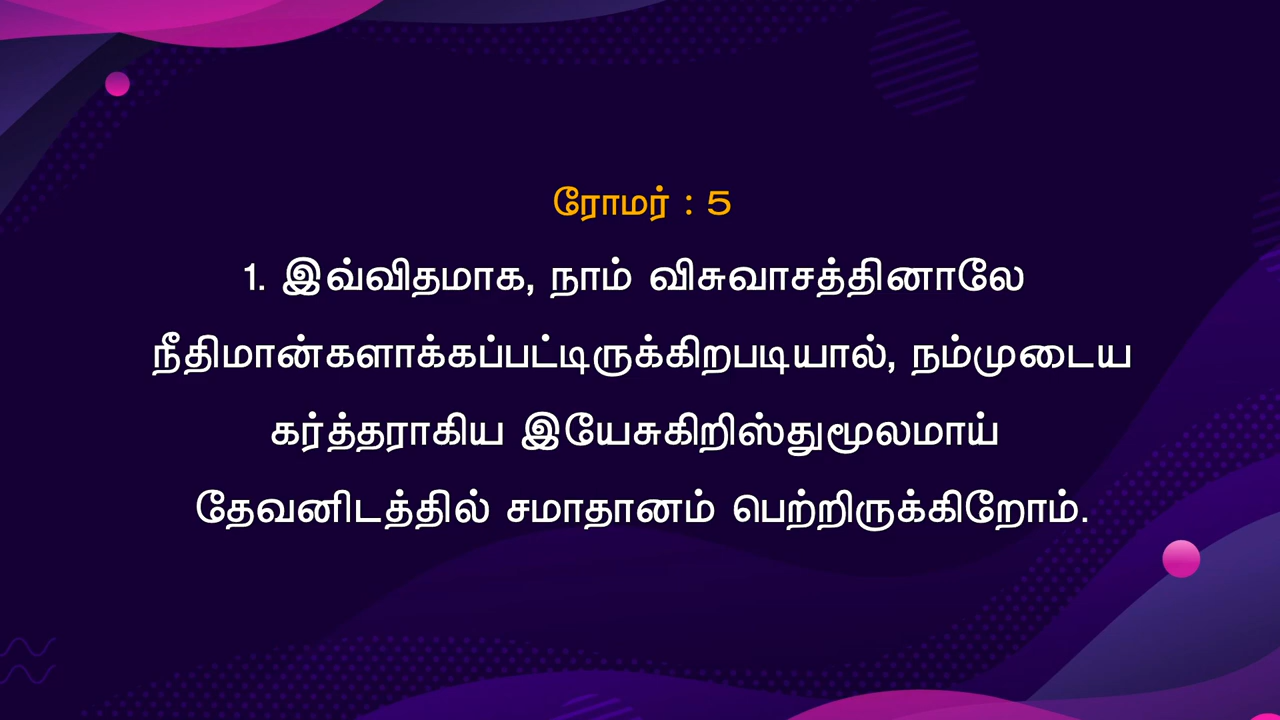 ரோமர் : 5
1. இவ்விதமாக, நாம் விசுவாசத்தினாலே
நீதிமான்களாக்கப்பட்டிருக்கிறபடியால், நம்முடைய
கர்த்தராகிய இயேசுகிறிஸ்துமூலமாய்
தேவனிடத்தில் சமாதானம் பெற்றிருக்கிறோம்.